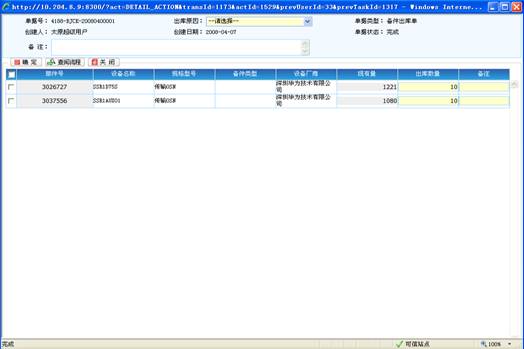 http://10.204.8.9:8300/?act=DETAIL_ACTION&transId=1173&actId=1529&prevUserId=33&prevTaskId=1317 - Windows Interne...
单据号: 4100-BJCK-20080400001 出库原因: --请选择-- 单据类型: 备件出库单
创建人: 太原超级用户 创建日期: 2008-04-07 单据状态: 完成
备 注:
确 定 查阅流程 关 闭
部件号 设备名称 规格型号 备件类型 设备厂商 现有量 出库数量 备注
3026727 SSR1D75S 传输OSN 深圳华为技术有限公司 1221 10
3037556 SSR1AUX01 传输OSN 深圳华为技术有限公司 1080 10
完成 可信站点 100%